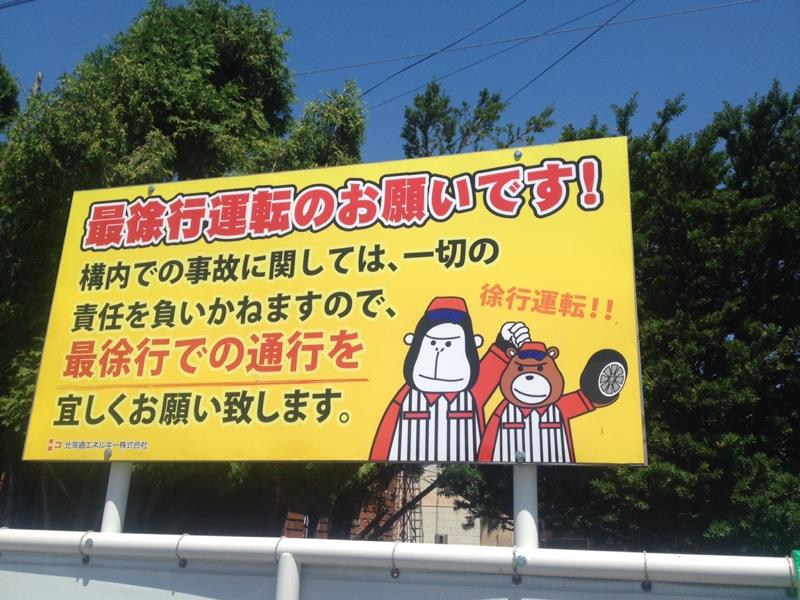 最徐行運転のお願いです!
構内での事故に関しては、一切の
責任を負いかねますので、
最徐行での通行を
宜しくお願い致します。
徐行運転!!
北海道エネルギー株式会社